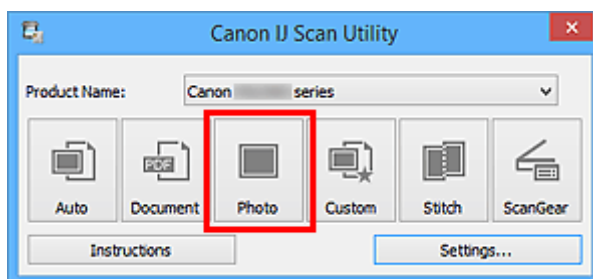 Canon IJ Scan Utility
Product Name: Canon series
PDF
Auto Document Photo Custom Stitch ScanGear
Instructions Settings...